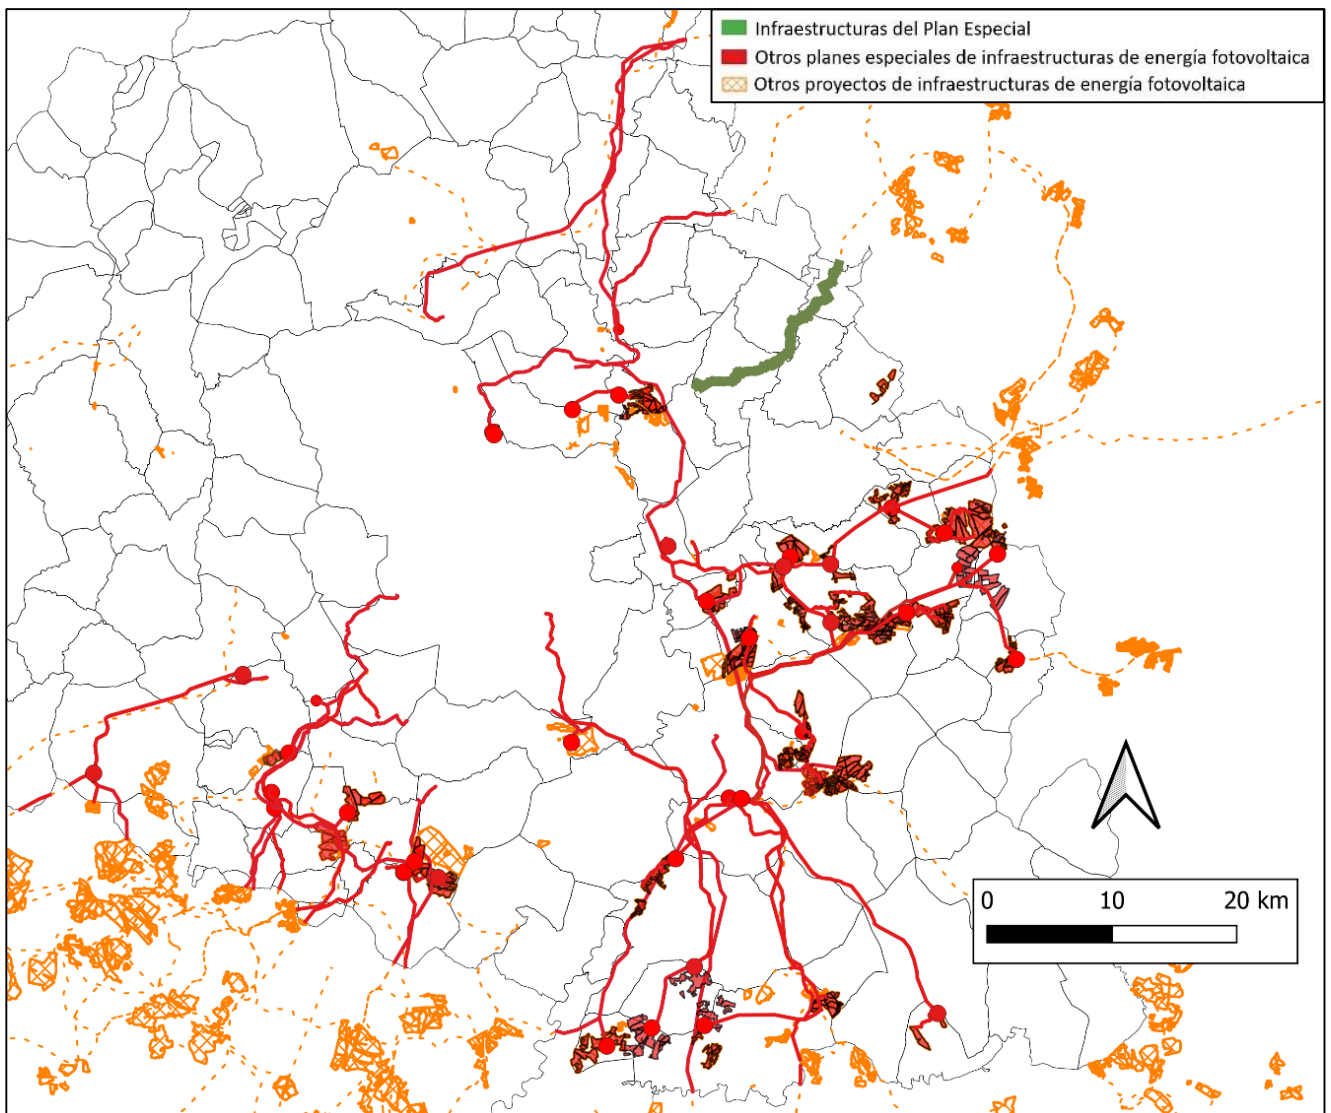 Infraestructuras del Plan Especial
Otros planes especiales de infraestructuras de energía fotovoltaica
Otros proyectos de infraestructuras de energía fotovoltaica
0 10 20 km